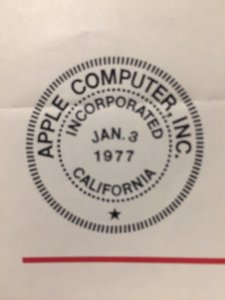 APPLE COMPUTER, INC.
INCORPORATED
JAN. 3
1977
CALIFORNIA